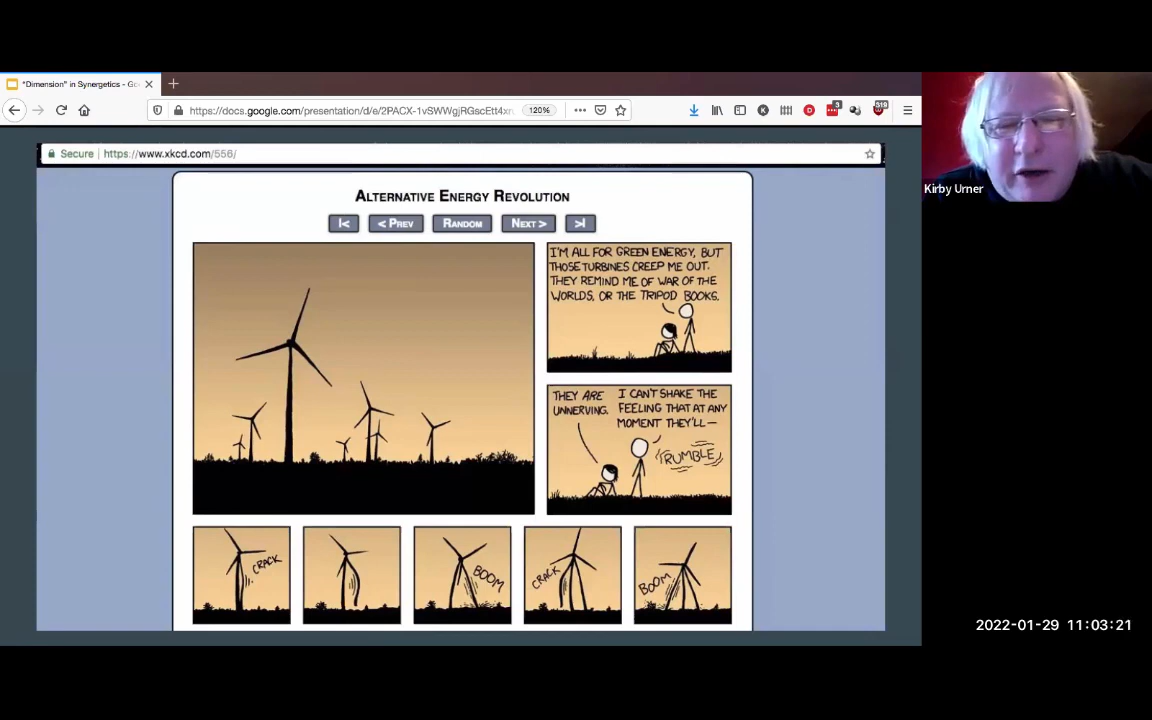 "Dimension" in Synergetics - Go
https://docs.google.com/presentation/d/e/2PACX-1vSWWgjRGscEtt4x
120%
3
519
Secure | https://www.xkcd.com/556/
ALTERNATIVE ENERGY REVOLUTION
|<
< PREV
RANDOM
NEXT >
>|
I'M ALL FOR GREEN ENERGY, BUT
THOSE TURBINES CREEP ME OUT.
THEY REMIND ME OF WAR OF THE
WORLDS, OR THE TRIPOD BOOKS.
THEY ARE
UNNERVING.
I CAN'T SHAKE THE
FEELING THAT AT ANY
MOMENT THEY'LL—
RUMBLE
CRACK
BOOM
CRACK
BOOM
Kirby Urner
2022-01-29 11:03:21